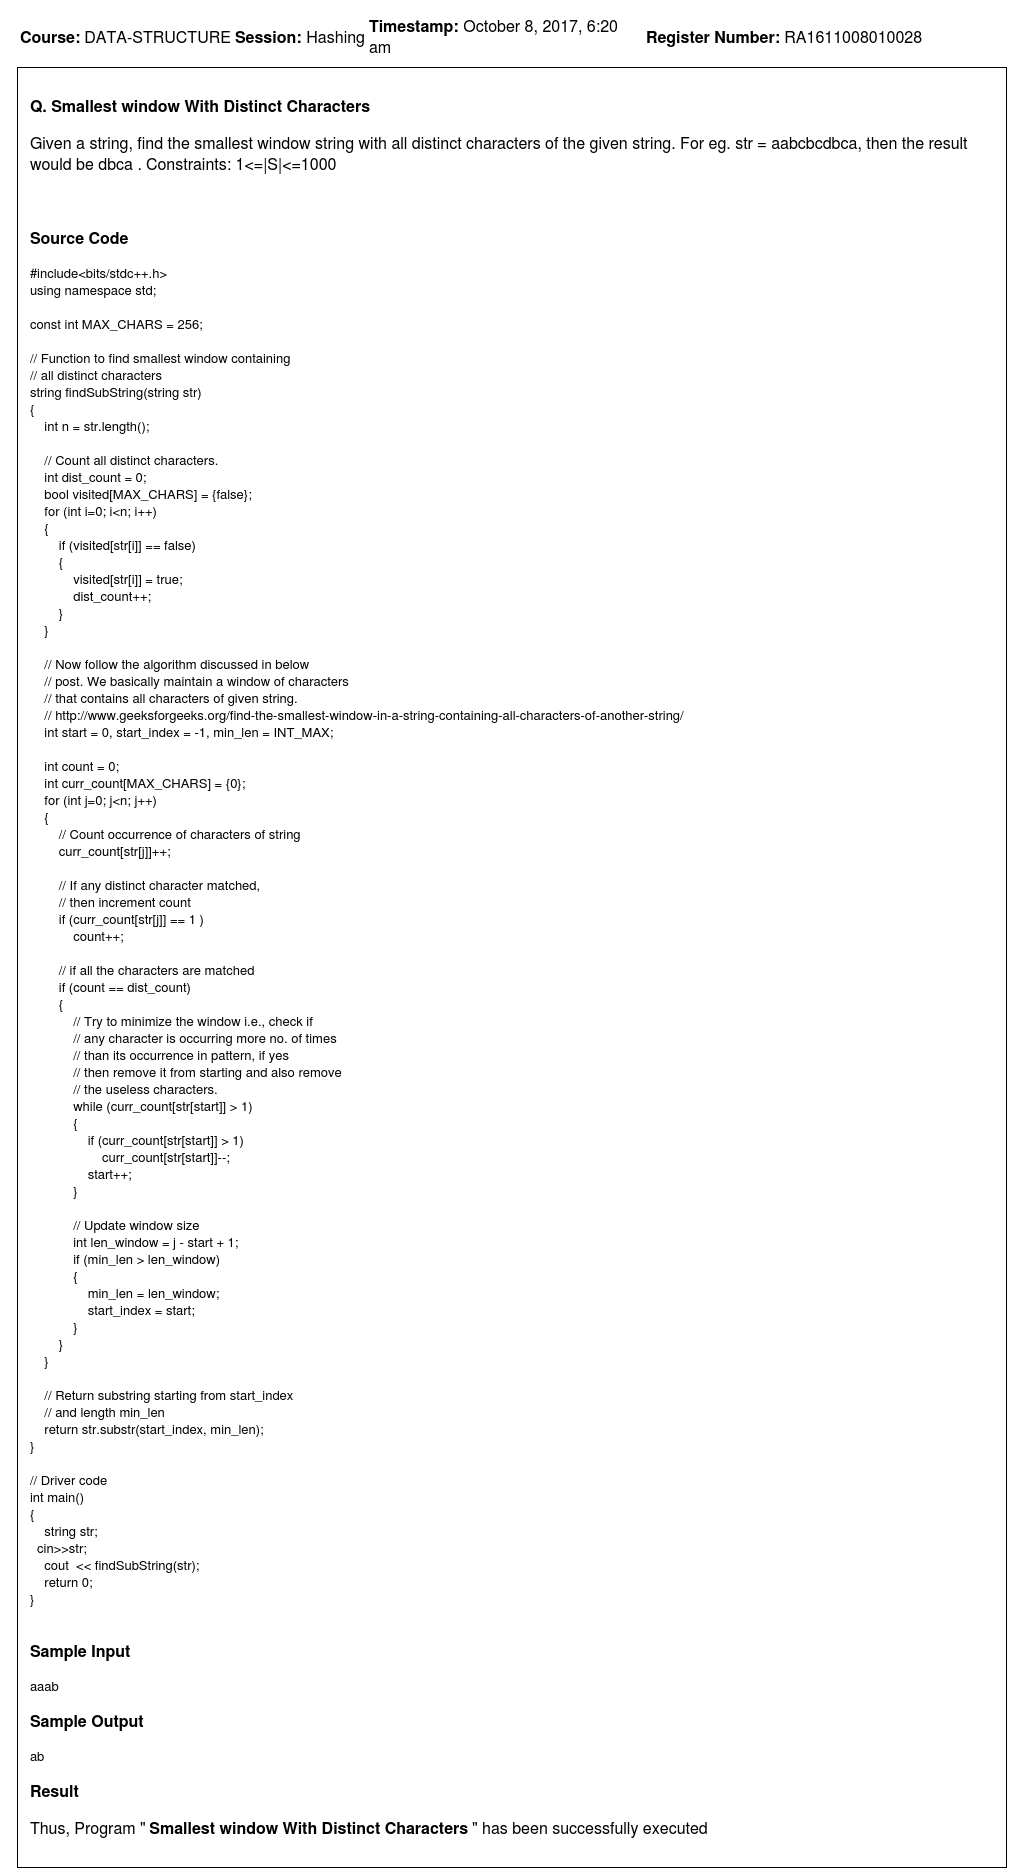 Course: DATA-STRUCTURE Session: Hashing Timestamp: October 8, 2017, 6:20 am Register Number: RA1611008010028
Q. Smallest window With Distinct Characters
Given a string, find the smallest window string with all distinct characters of the given string. For eg. str = aabcbcdbca, then the result
would be dbca . Constraints: 1<=|S|<=1000
Source Code
#include<bits/stdc++.h>
using namespace std;

const int MAX_CHARS = 256;

// Function to find smallest window containing
// all distinct characters
string findSubString(string str)
{
    int n = str.length();

    // Count all distinct characters.
    int dist_count = 0;
    bool visited[MAX_CHARS] = {false};
    for (int i=0; i<n; i++)
    {
        if (visited[str[i]] == false)
        {
            visited[str[i]] = true;
            dist_count++;
        }
    }

    // Now follow the algorithm discussed in below
    // post. We basically maintain a window of characters
    // that contains all characters of given string.
    // http://www.geeksforgeeks.org/find-the-smallest-window-in-a-string-containing-all-characters-of-another-string/
    int start = 0, start_index = -1, min_len = INT_MAX;

    int count = 0;
    int curr_count[MAX_CHARS] = {0};
    for (int j=0; j<n; j++)
    {
        // Count occurrence of characters of string
        curr_count[str[j]]++;

        // If any distinct character matched,
        // then increment count
        if (curr_count[str[j]] == 1 )
            count++;

        // if all the characters are matched
        if (count == dist_count)
        {
            // Try to minimize the window i.e., check if
            // any character is occurring more no. of times
            // than its occurrence in pattern, if yes
            // then remove it from starting and also remove
            // the useless characters.
            while (curr_count[str[start]] > 1)
            {
                if (curr_count[str[start]] > 1)
                    curr_count[str[start]]--;
                start++;
            }

            // Update window size
            int len_window = j - start + 1;
            if (min_len > len_window)
            {
                min_len = len_window;
                start_index = start;
            }
        }
    }

    // Return substring starting from start_index
    // and length min_len
    return str.substr(start_index, min_len);
}

// Driver code
int main()
{
    string str;
  cin>>str;
    cout  << findSubString(str);
    return 0;
}
Sample Input
aaab
Sample Output
ab
Result
Thus, Program " Smallest window With Distinct Characters " has been successfully executed